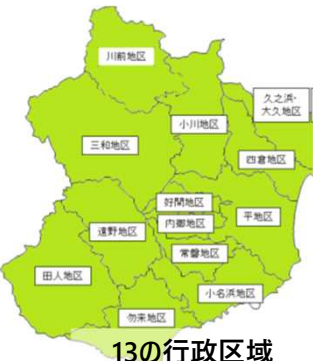 川前地区
久之浜・
大久地区
小川地区
三和地区
四倉地区
好間地区
平地区
内郷地区
遠野地区
常磐地区
田人地区
小名浜地区
勿来地区
13の行政区域